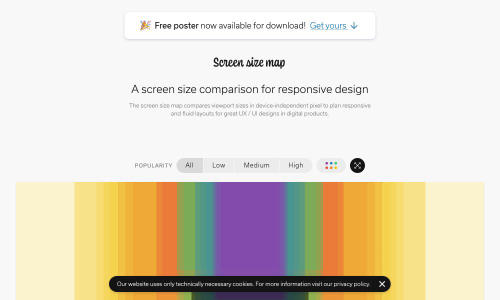 🎉 Free poster now available for download! Get yours ↓
Screen size map
A screen size comparison for responsive design
The screen size map compares viewport sizes in device-independent pixel to plan responsive
and fluid layouts for great UX / UI designs in digital products.
POPULARITY All Low Medium High
Our website uses only technically necessary cookies. For more information visit our privacy policy.